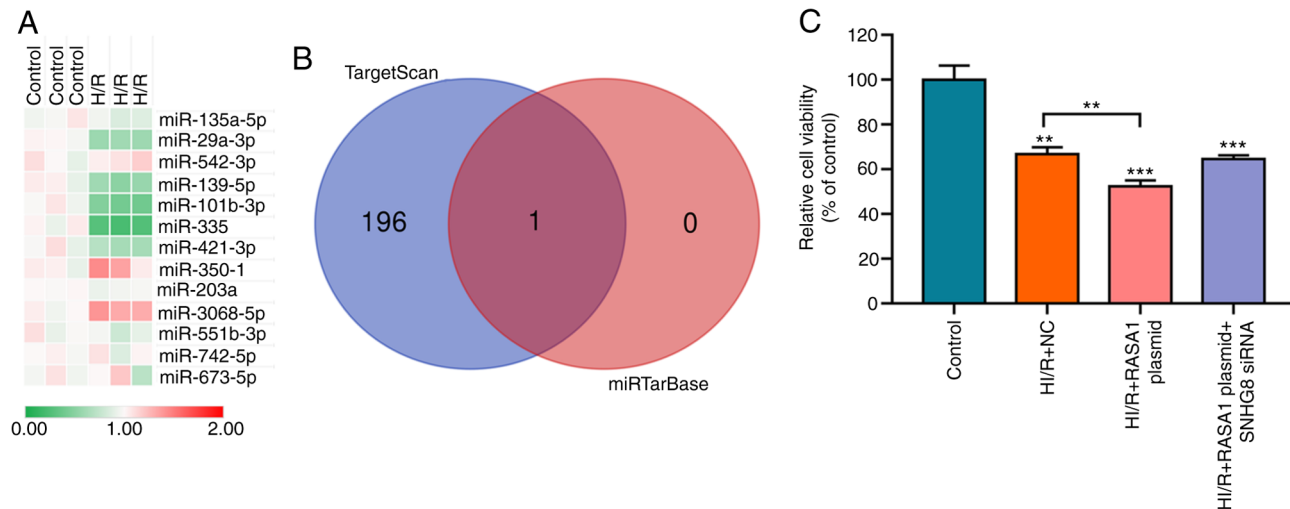 A
Control
Control
Control
H/R
H/R
H/R
miR-135a-5p
miR-29a-3p
miR-542-3p
miR-139-5p
miR-101b-3p
miR-335
miR-421-3p
miR-350-1
miR-203a
miR-3068-5p
miR-551b-3p
miR-742-5p
miR-673-5p
0.00 1.00 2.00
B
TargetScan
196 1 0
miRTarBase
C
Relative cell viability
(% of control)
120
100
80
60
40
20
0
**
**
***
***
Control
HI/R+NC
HI/R+RASA1
plasmid
HI/R+RASA1 plasmid+
SNHG8 siRNA